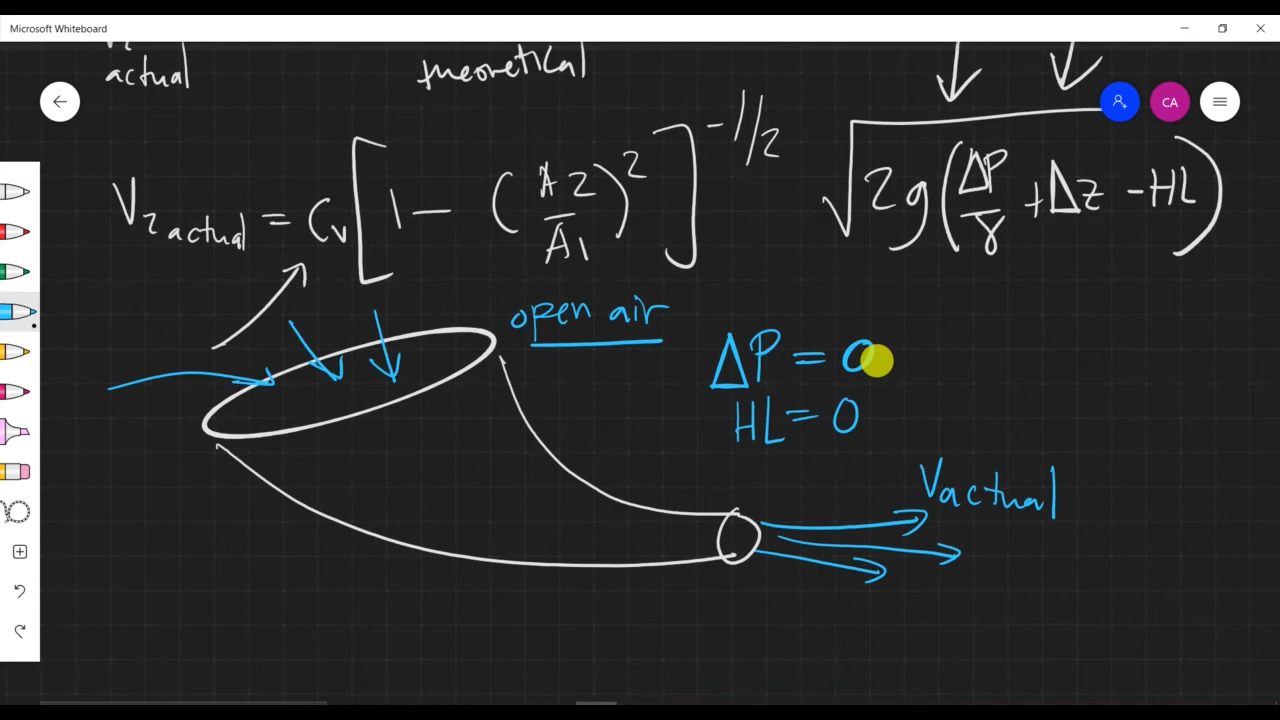 Microsoft Whiteboard
actual theoretical
CA
V2 actual = Cv [1 - (A2/A1)^2]^-1/2 √2g(ΔP/γ + Δz - HL)
open air
ΔP = 0
HL = 0
Vactual